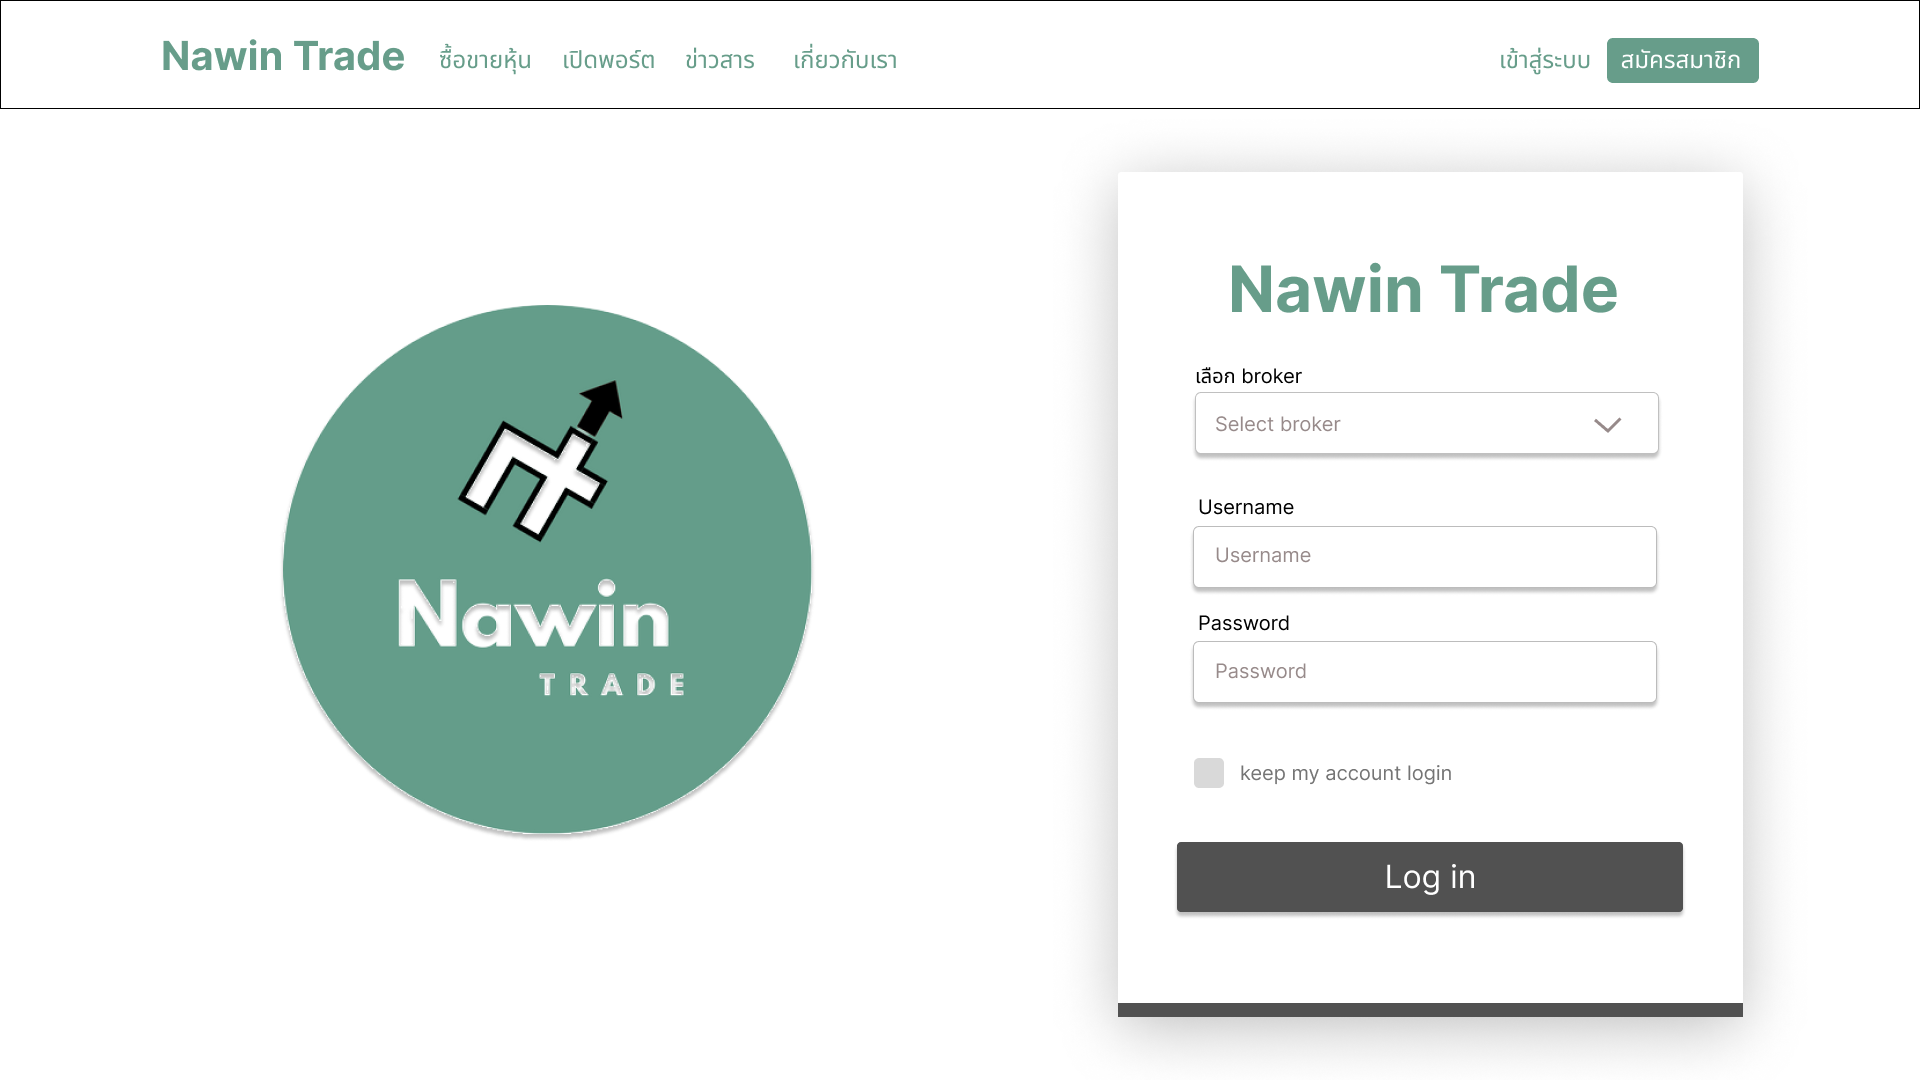 Nawin Trade ซื้อขายหุ้น เปิดพอร์ต ข่าวสาร เกี่ยวกับเรา เข้าสู่ระบบ สมัครสมาชิก
Nawin
TRADE
Nawin Trade
เลือก broker
Select broker
Username
Username
Password
Password
keep my account login
Log in